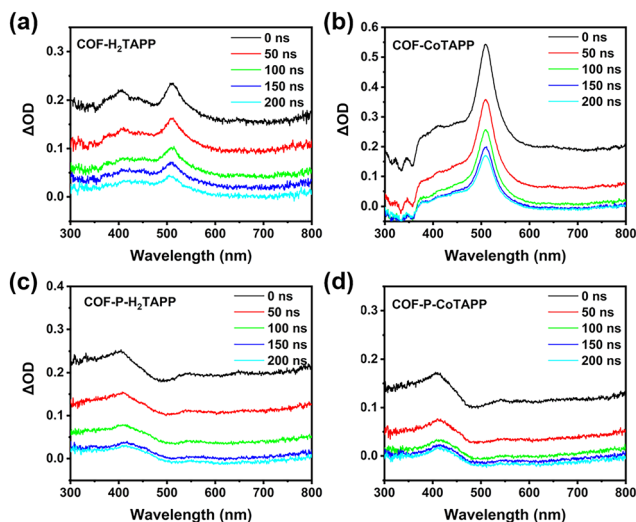 (a)
COF-H₂TAPP
0 ns
50 ns
100 ns
150 ns
200 ns
0.3
0.2
0.1
0.0
ΔOD
300 400 500 600 700 800
Wavelength (nm)
(b)
COF-CoTAPP
0 ns
50 ns
100 ns
150 ns
200 ns
0.6
0.5
0.4
0.3
0.2
0.1
0.0
300 400 500 600 700 800
Wavelength (nm)
(c)
COF-P-H₂TAPP
0 ns
50 ns
100 ns
150 ns
200 ns
0.4
0.3
0.2
0.1
0.0
ΔOD
300 400 500 600 700 800
Wavelength (nm)
(d)
COF-P-CoTAPP
0 ns
50 ns
100 ns
150 ns
200 ns
0.3
0.2
0.1
0.0
300 400 500 600 700 800
Wavelength (nm)